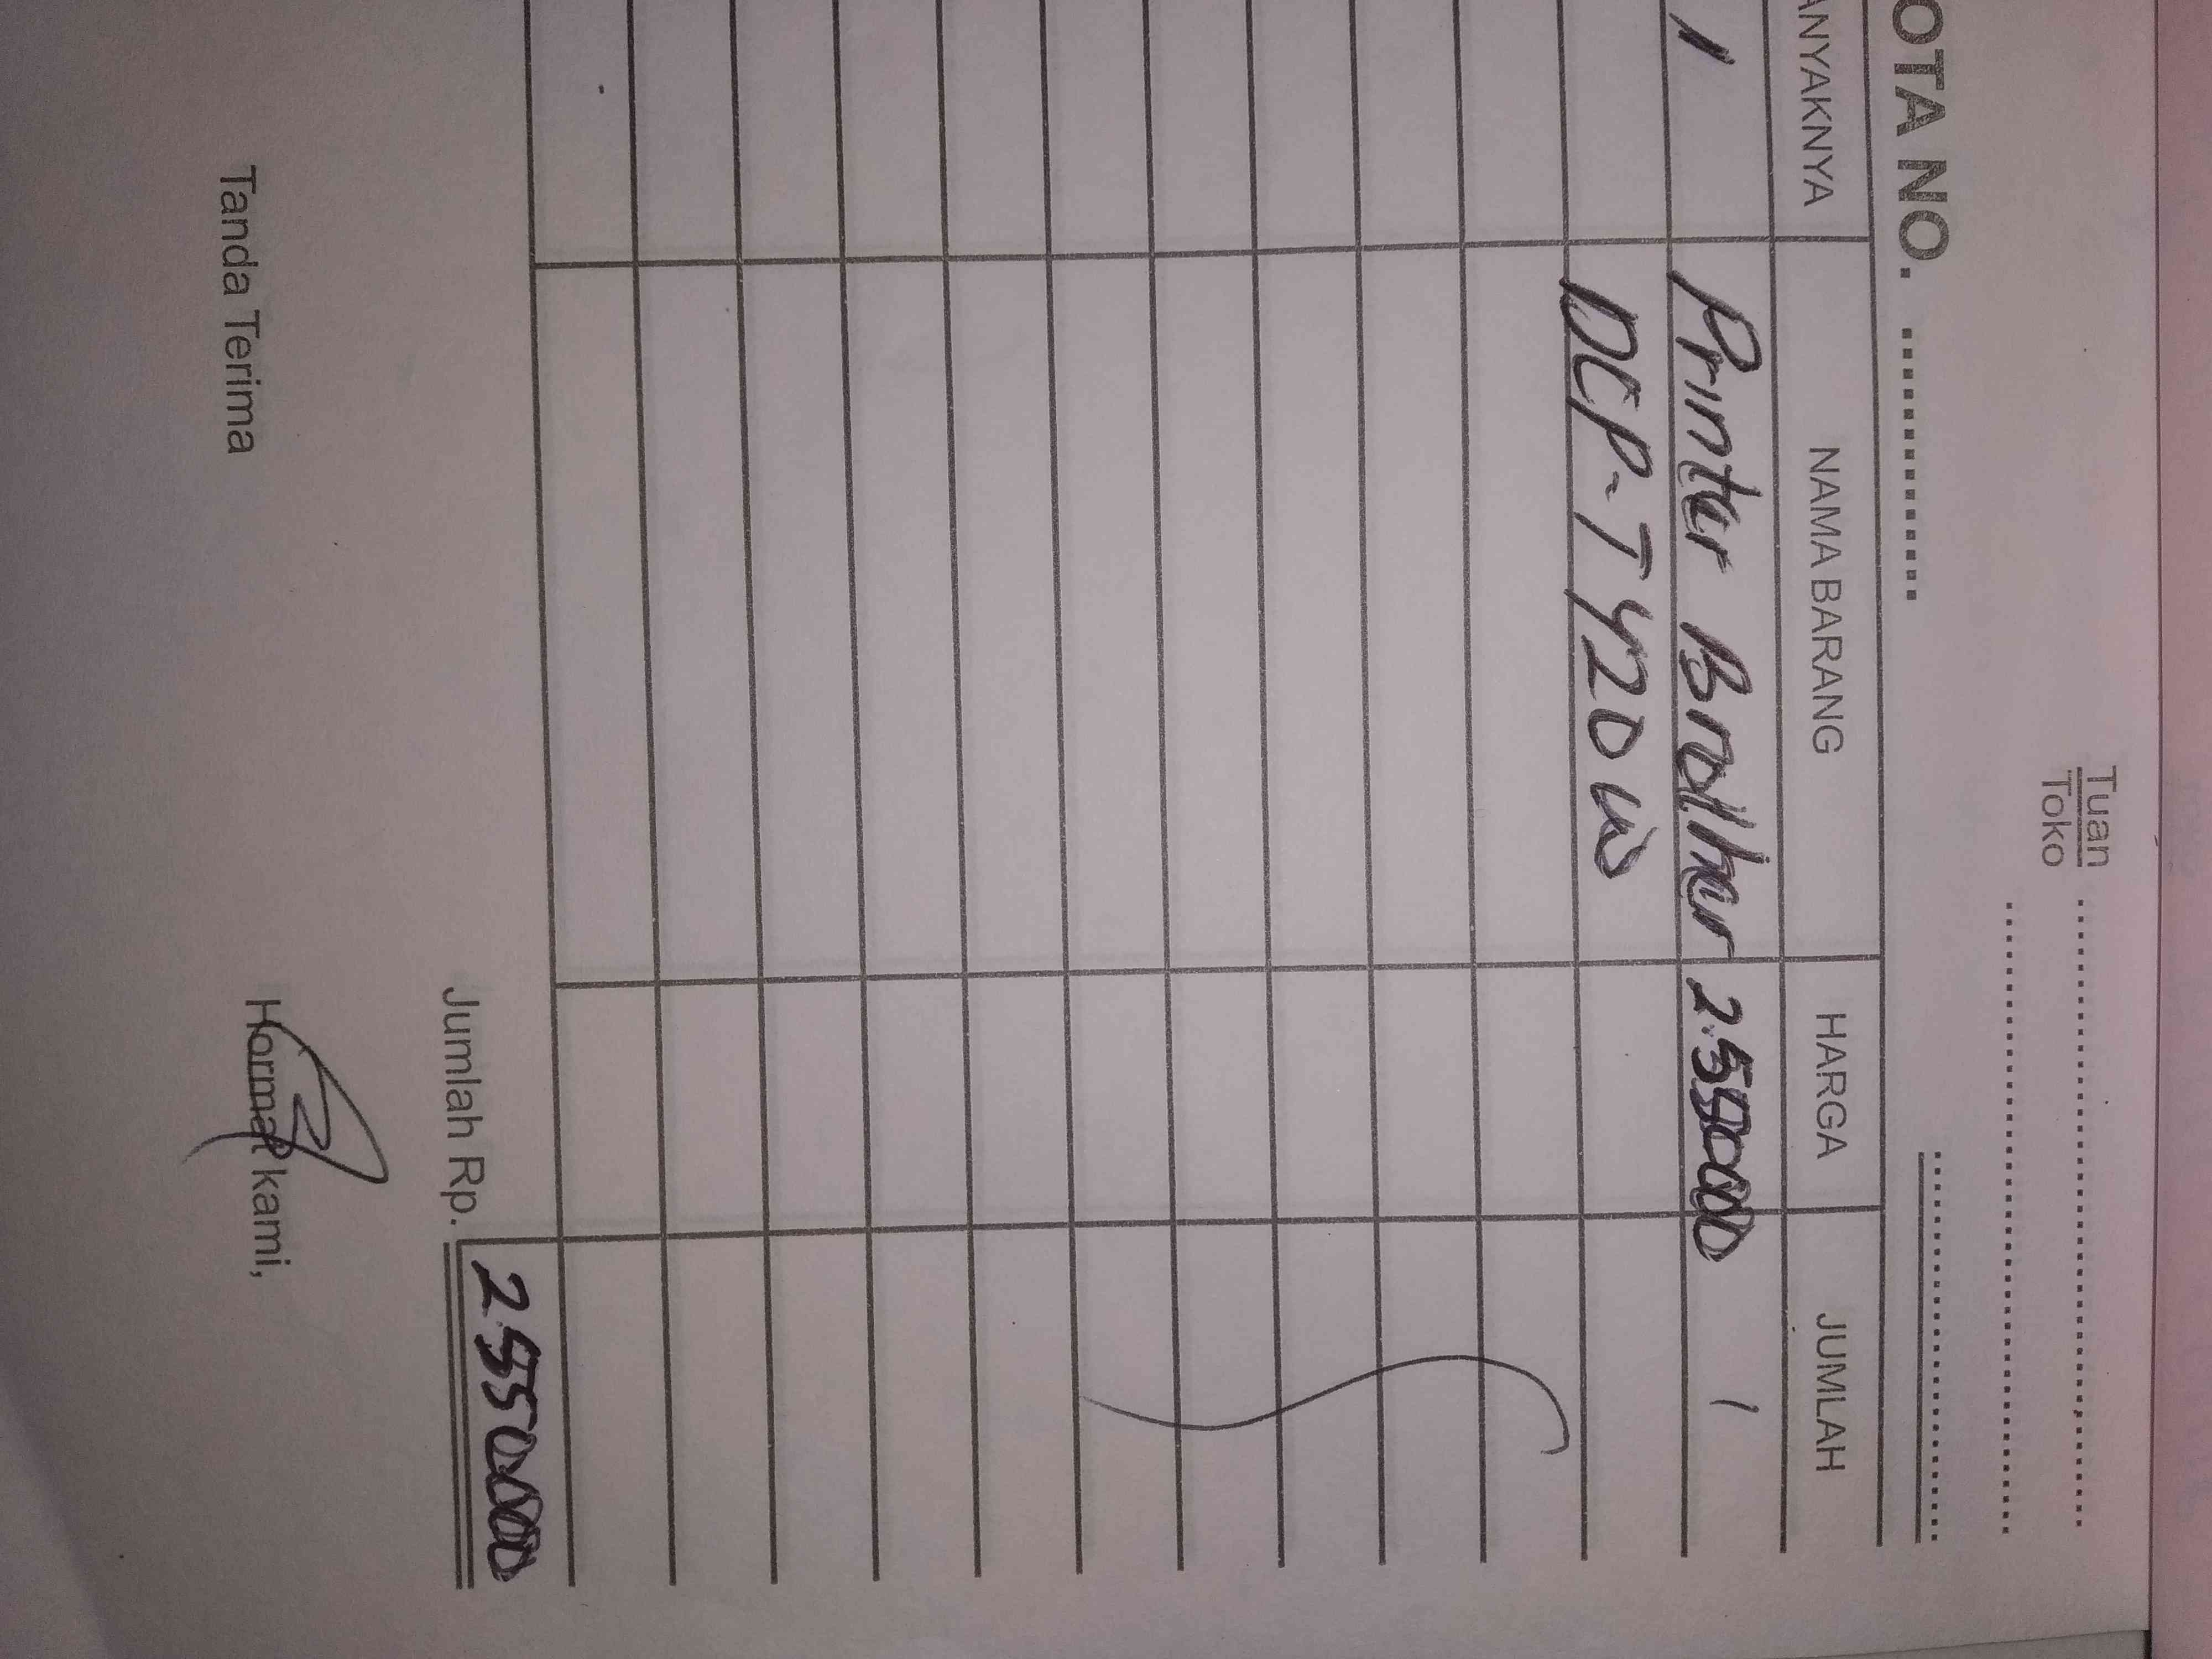 Tuan
Toko
OTA NO.
ANYAKNYA NAMA BARANG HARGA JUMLAH
1 Printer Brother 2.550000 1
DCP-T420W
Jumlah Rp. 2.550000
Tanda Terima Hormat kami,